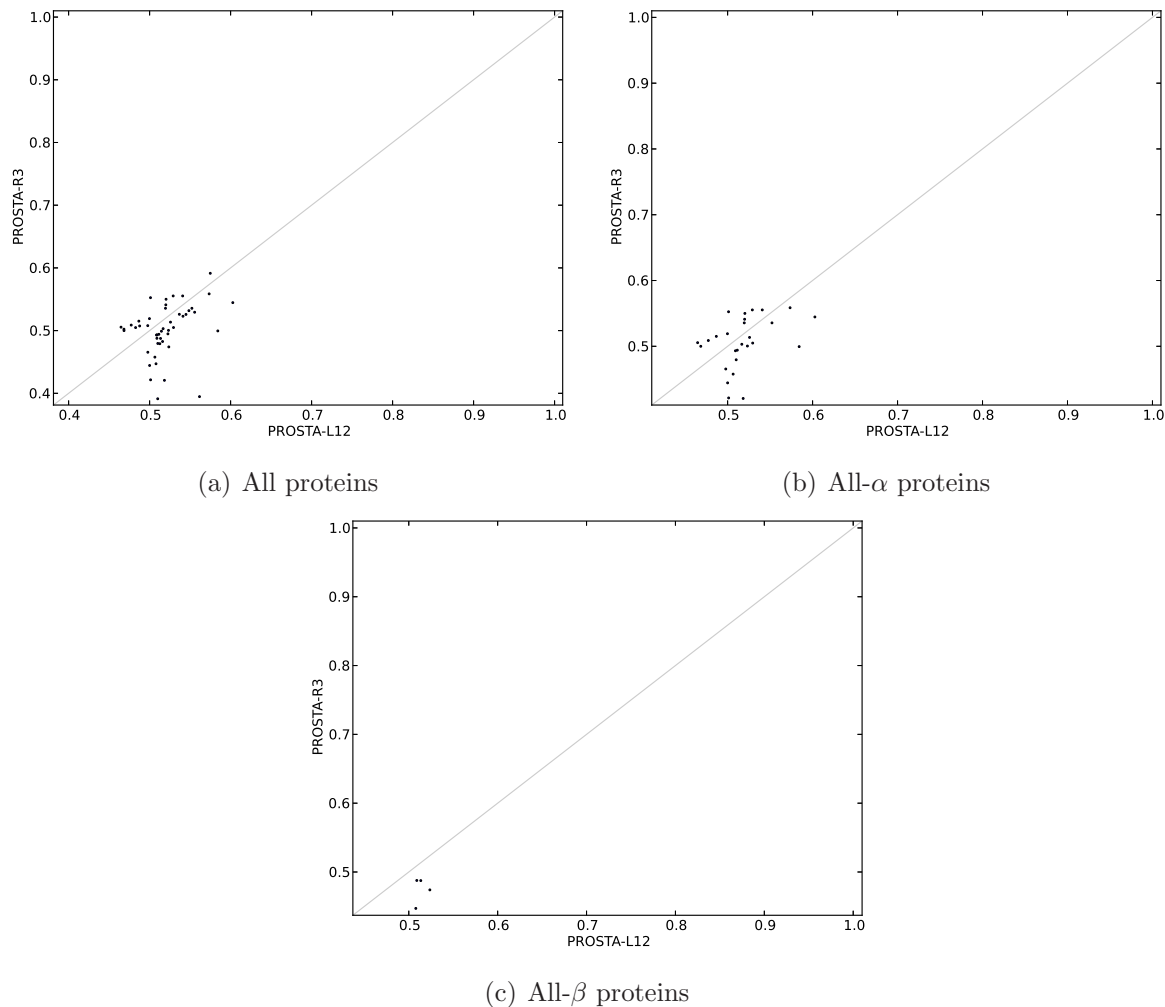 1.0
0.9
0.8
0.7
0.6
0.5
0.4
PROSTA-R3
0.4 0.5 0.6 0.7 0.8 0.9 1.0
PROSTA-L12
(a) All proteins
1.0
0.9
0.8
0.7
0.6
0.5
PROSTA-R3
0.5 0.6 0.7 0.8 0.9 1.0
PROSTA-L12
(b) All-α proteins
1.0
0.9
0.8
0.7
0.6
0.5
PROSTA-R3
0.5 0.6 0.7 0.8 0.9 1.0
PROSTA-L12
(c) All-β proteins